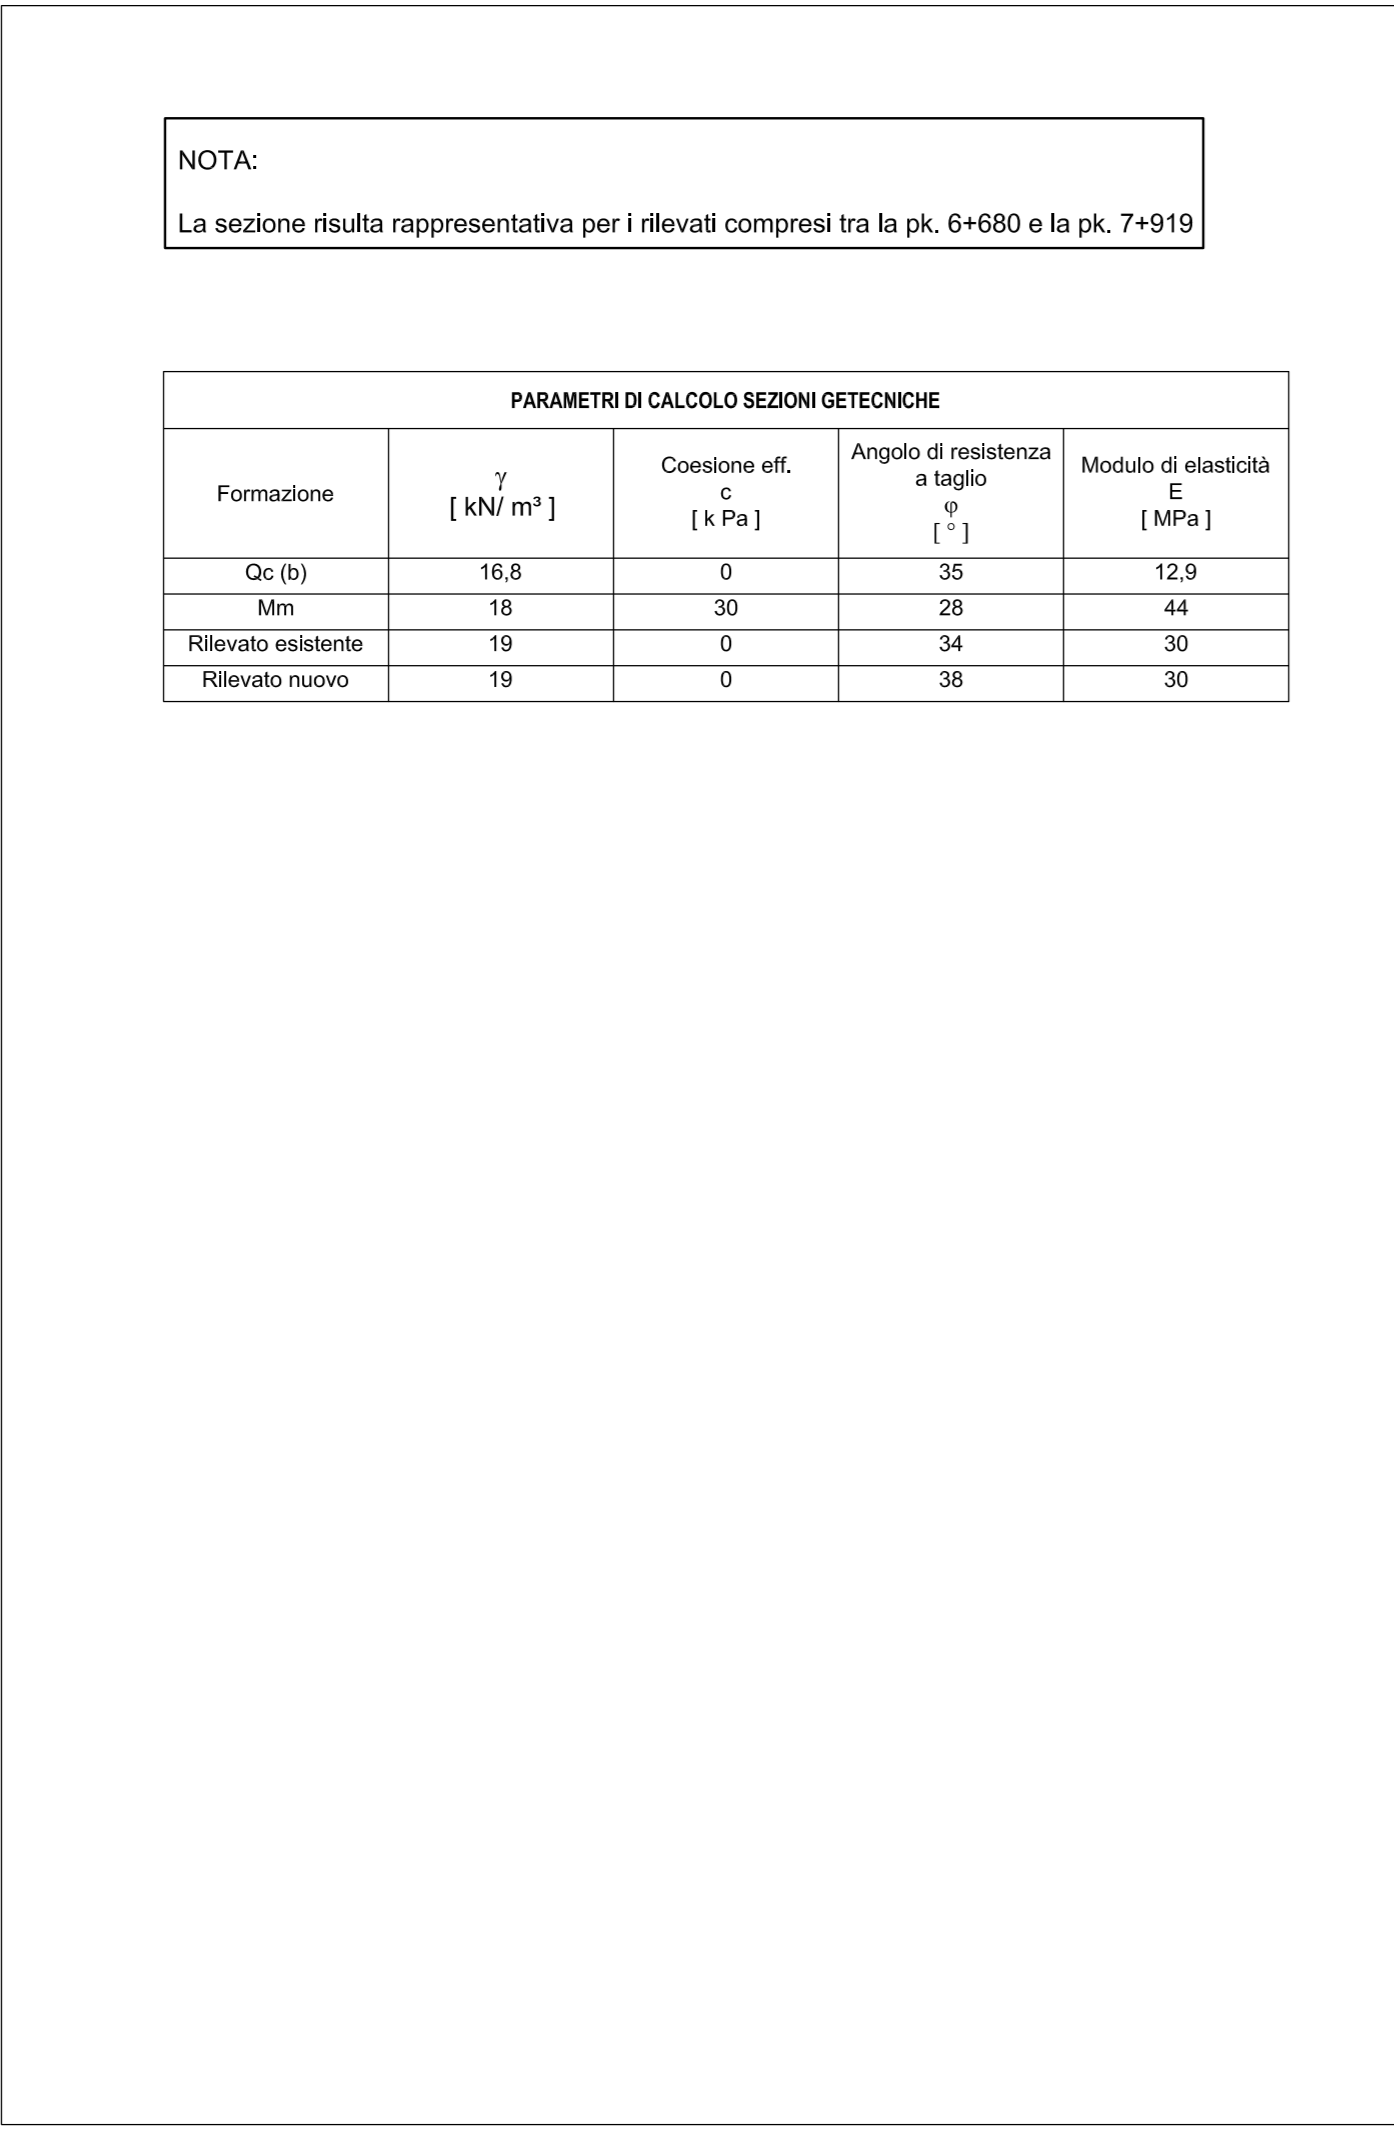 NOTA:
La sezione risulta rappresentativa per i rilevati compresi tra la pk. 6+680 e la pk. 7+919
PARAMETRI DI CALCOLO SEZIONI GETECNICHE
Formazione
γ
[ kN/ m³ ]
Coesione eff.
c
[ k Pa ]
Angolo di resistenza
a taglio
φ
[ ° ]
Modulo di elasticità
E
[ MPa ]
Qc (b) 16,8 0 35 12,9
Mm 18 30 28 44
Rilevato esistente 19 0 34 30
Rilevato nuovo 19 0 38 30